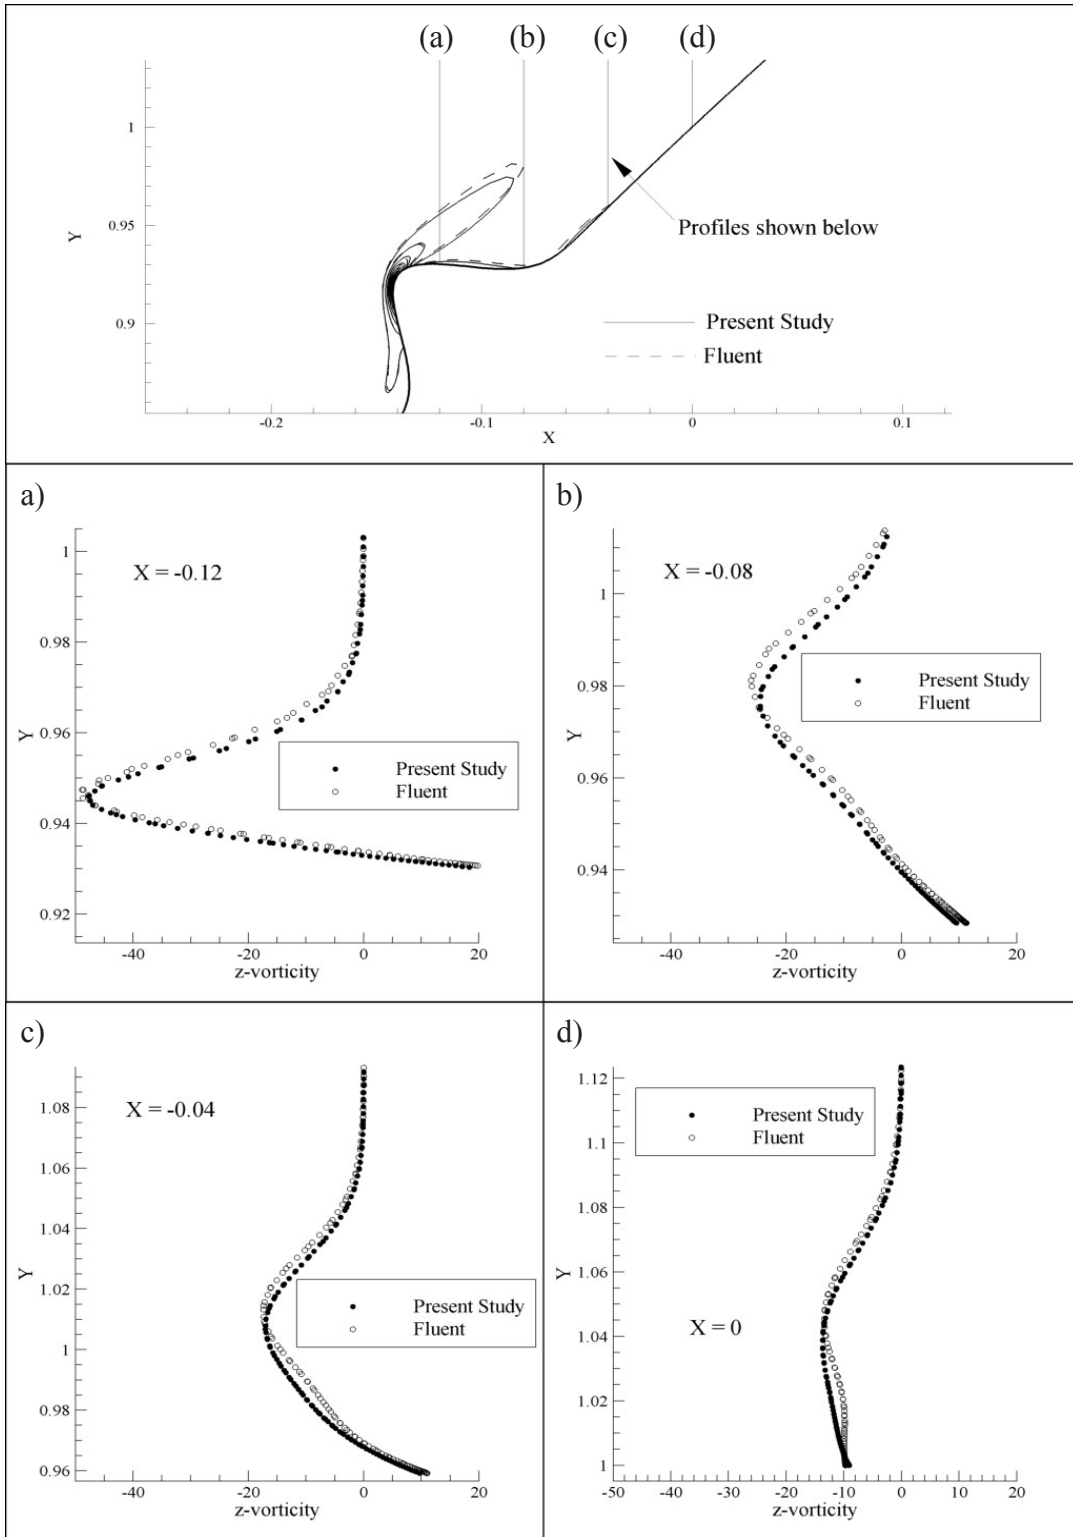 (a) (b) (c) (d)
1
0.95
Y
Profiles shown below
0.9
Present Study
Fluent
-0.2 -0.1 0 0.1
X
a)
1
X = -0.12
0.98
0.96
Y
Present Study
0.94
Fluent
0.92
-40 -20 0 20
z-vorticity
b)
X = -0.08
1
0.98
Present Study
Fluent
Y
0.96
0.94
-40 -20 0 20
z-vorticity
c)
1.08
X = -0.04
1.06
1.04
Y
1.02
Present Study
Fluent
1
0.98
0.96
-40 -20 0 20
z-vorticity
d)
1.12
Present Study
Fluent
1.1
1.08
Y
1.06
1.04
X = 0
1.02
1
-50 -40 -30 -20 -10 0 10 20
z-vorticity